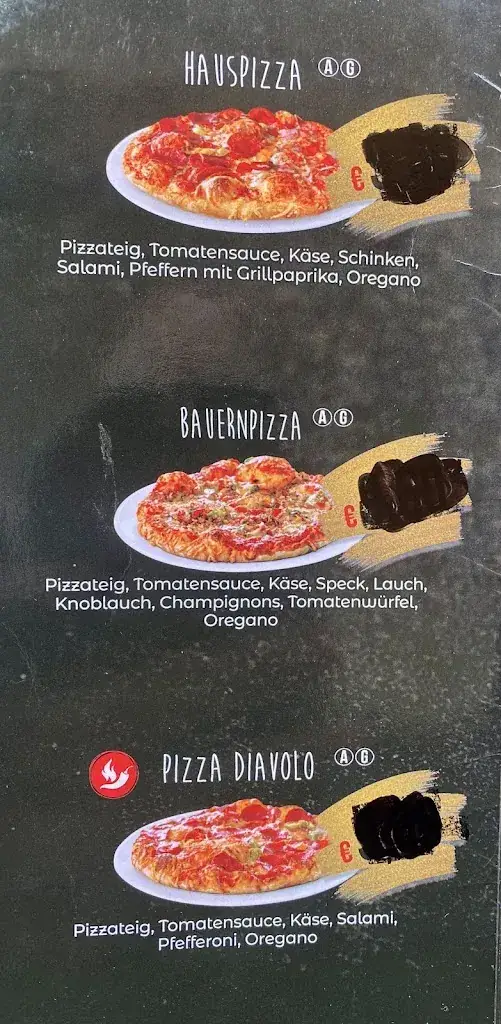 HAUSPIZZA A G
€
Pizzateig, Tomatensauce, Käse, Schinken,
Salami, Pfeffern mit Grillpaprika, Oregano
BAUERNPIZZA A G
€
Pizzateig, Tomatensauce, Käse, Speck, Lauch,
Knoblauch, Champignons, Tomatenwürfel,
Oregano
PIZZA DIAVOLO A G
€
Pizzateig, Tomatensauce, Käse, Salami,
Pfefferoni, Oregano